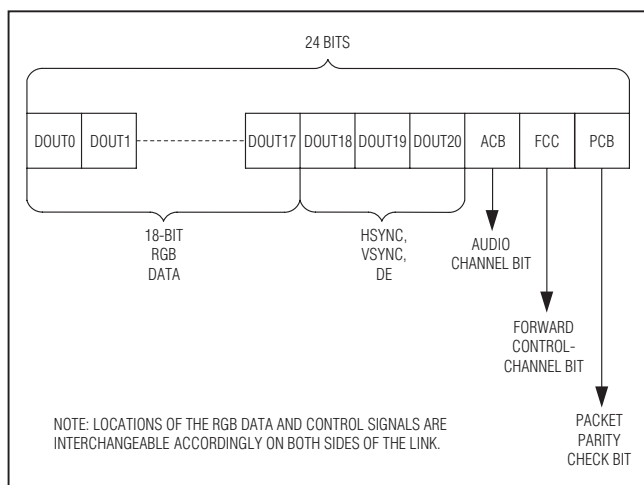 24 BITS
DOUT0 DOUT1 DOUT17 DOUT18 DOUT19 DOUT20 ACB FCC PCB
18-BIT
RGB
DATA
HSYNC,
VSYNC,
DE
AUDIO
CHANNEL BIT
FORWARD
CONTROL-
CHANNEL BIT
PACKET
PARITY
CHECK BIT
NOTE: LOCATIONS OF THE RGB DATA AND CONTROL SIGNALS ARE
INTERCHANGEABLE ACCORDINGLY ON BOTH SIDES OF THE LINK.